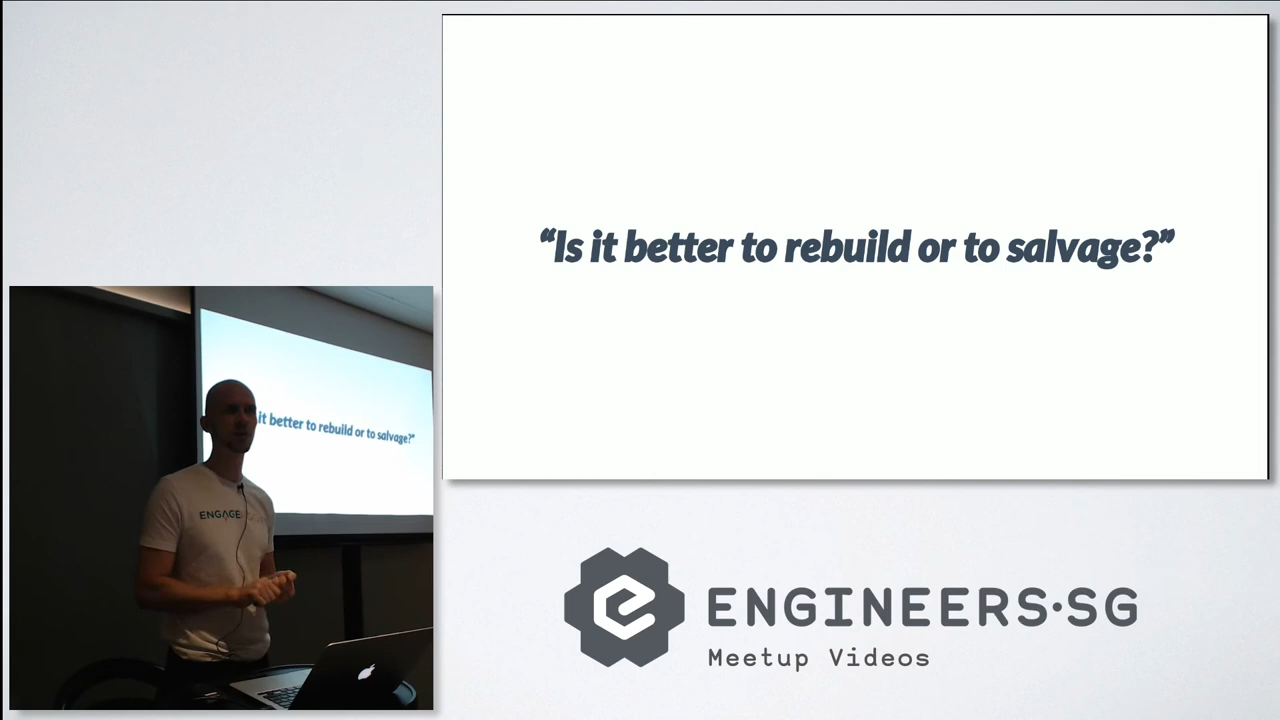 “Is it better to rebuild or to salvage?”
it better to rebuild or to salvage?"
ENGAGE
ENGINEERS·SG
Meetup Videos